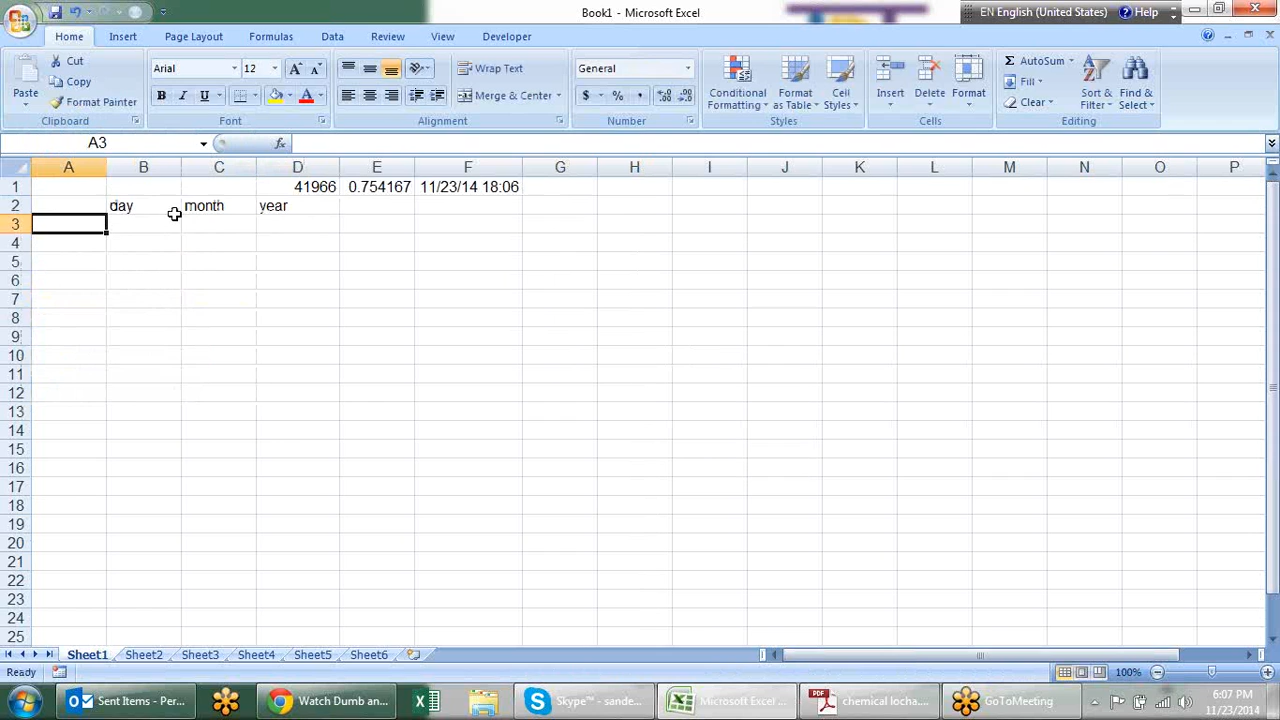 Book1 - Microsoft Excel
EN English (United States)
Help
Home
Insert
Page Layout
Formulas
Data
Review
View
Developer
Paste
Cut
Copy
Format Painter
Clipboard
Arial
12
B I U
Font
Wrap Text
Merge & Center
Alignment
General
$ % ,
Number
Conditional Formatting
Format as Table
Cell Styles
Styles
Insert
Delete
Format
Cells
Σ AutoSum
Fill
Clear
Sort & Filter
Find & Select
Editing
A3
fx
A B C D E F G H I J K L M N O P
1 41966 0.754167 11/23/14 18:06
2 day month year
3
4
5
6
7
8
9
10
11
12
13
14
15
16
17
18
19
20
21
22
23
24
25
Sheet1 Sheet2 Sheet3 Sheet4 Sheet5 Sheet6
Ready
100%
Sent Items - Per...
Watch Dumb an...
Skype™ - sande...
Microsoft Excel ...
PDF
chemical locha...
GoToMeeting
6:07 PM
11/23/2014